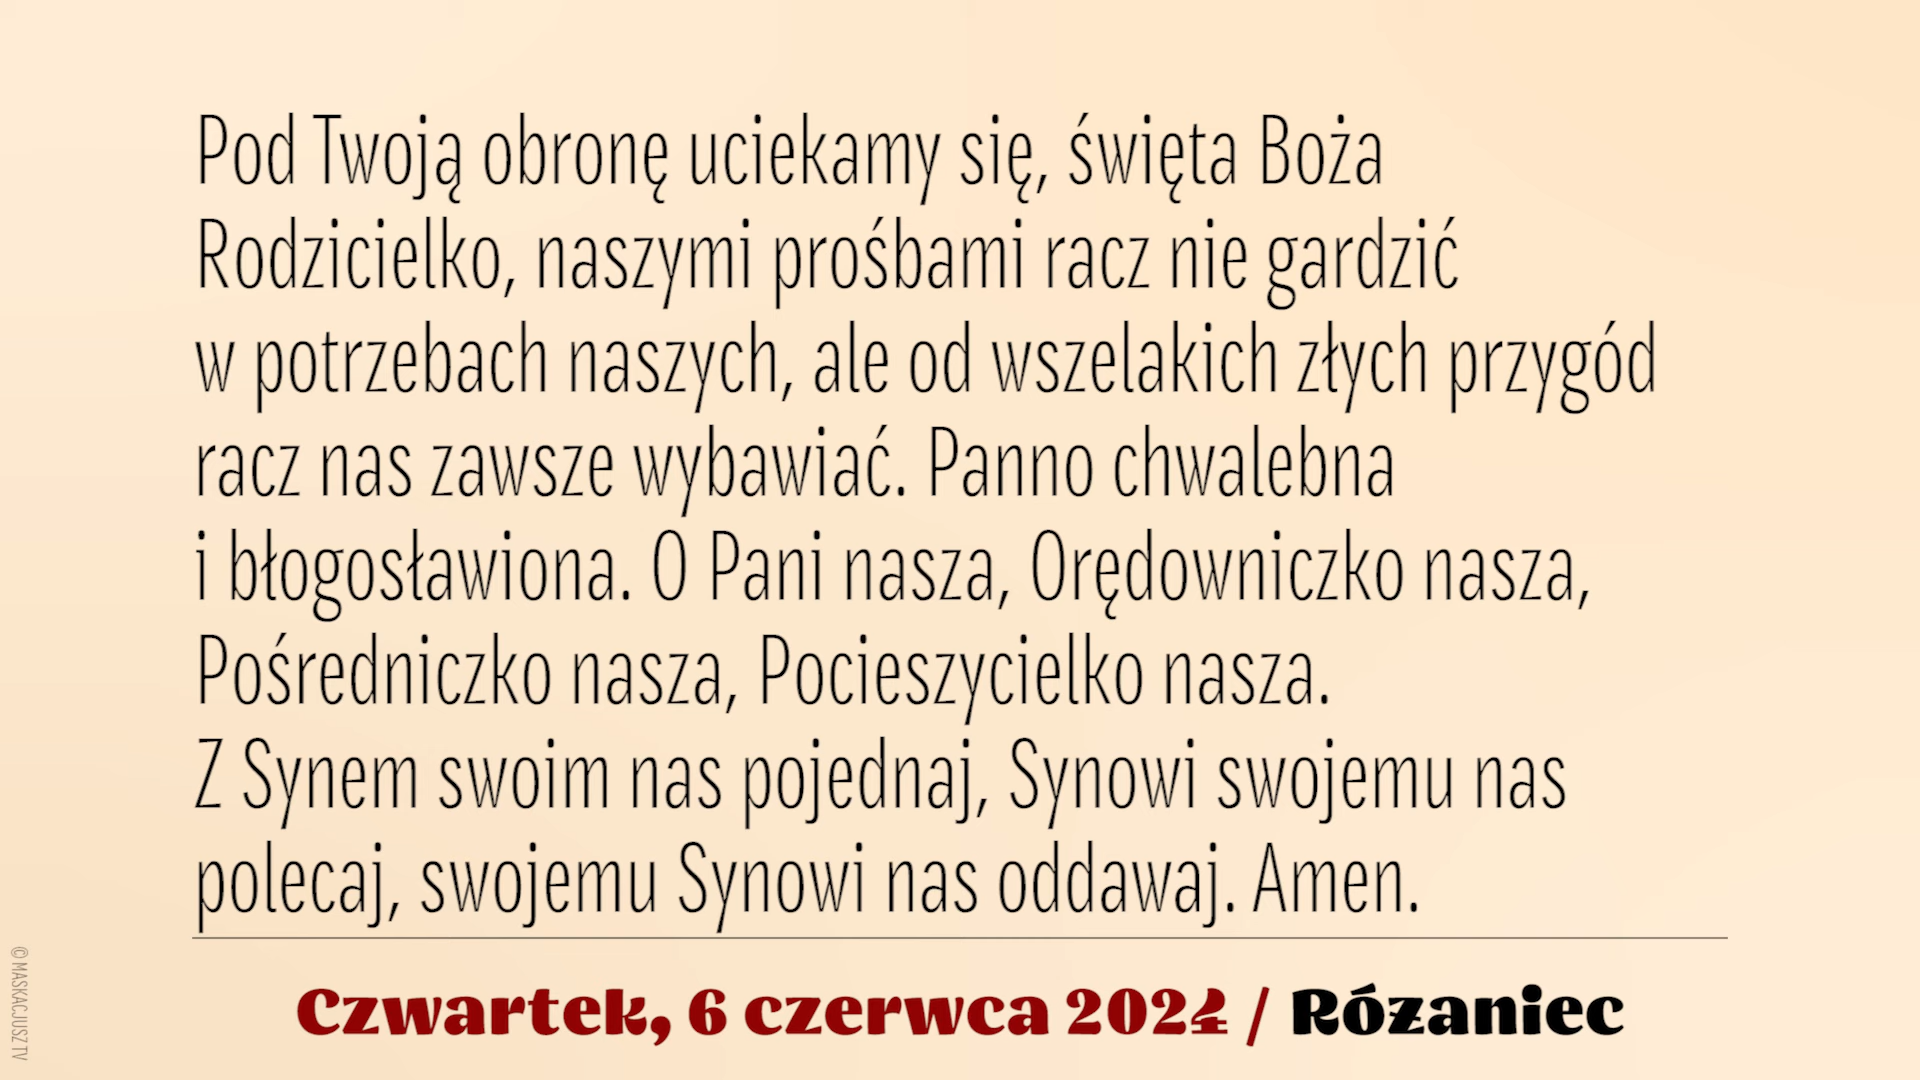 Pod Twoją obronę uciekamy się, święta Boża
Rodzicielko, naszymi prośbami racz nie gardzić
w potrzebach naszych, ale od wszelakich złych przygód
racz nas zawsze wybawiać. Panno chwalebna
i błogosławiona. O Pani nasza, Orędowniczko nasza,
Pośredniczko nasza, Pocieszycielko nasza.
Z Synem swoim nas pojednaj, Synowi swojemu nas
polecaj, swojemu Synowi nas oddawaj. Amen.
Czwartek, 6 czerwca 2024 / Różaniec
© MASKACJUSZ TV